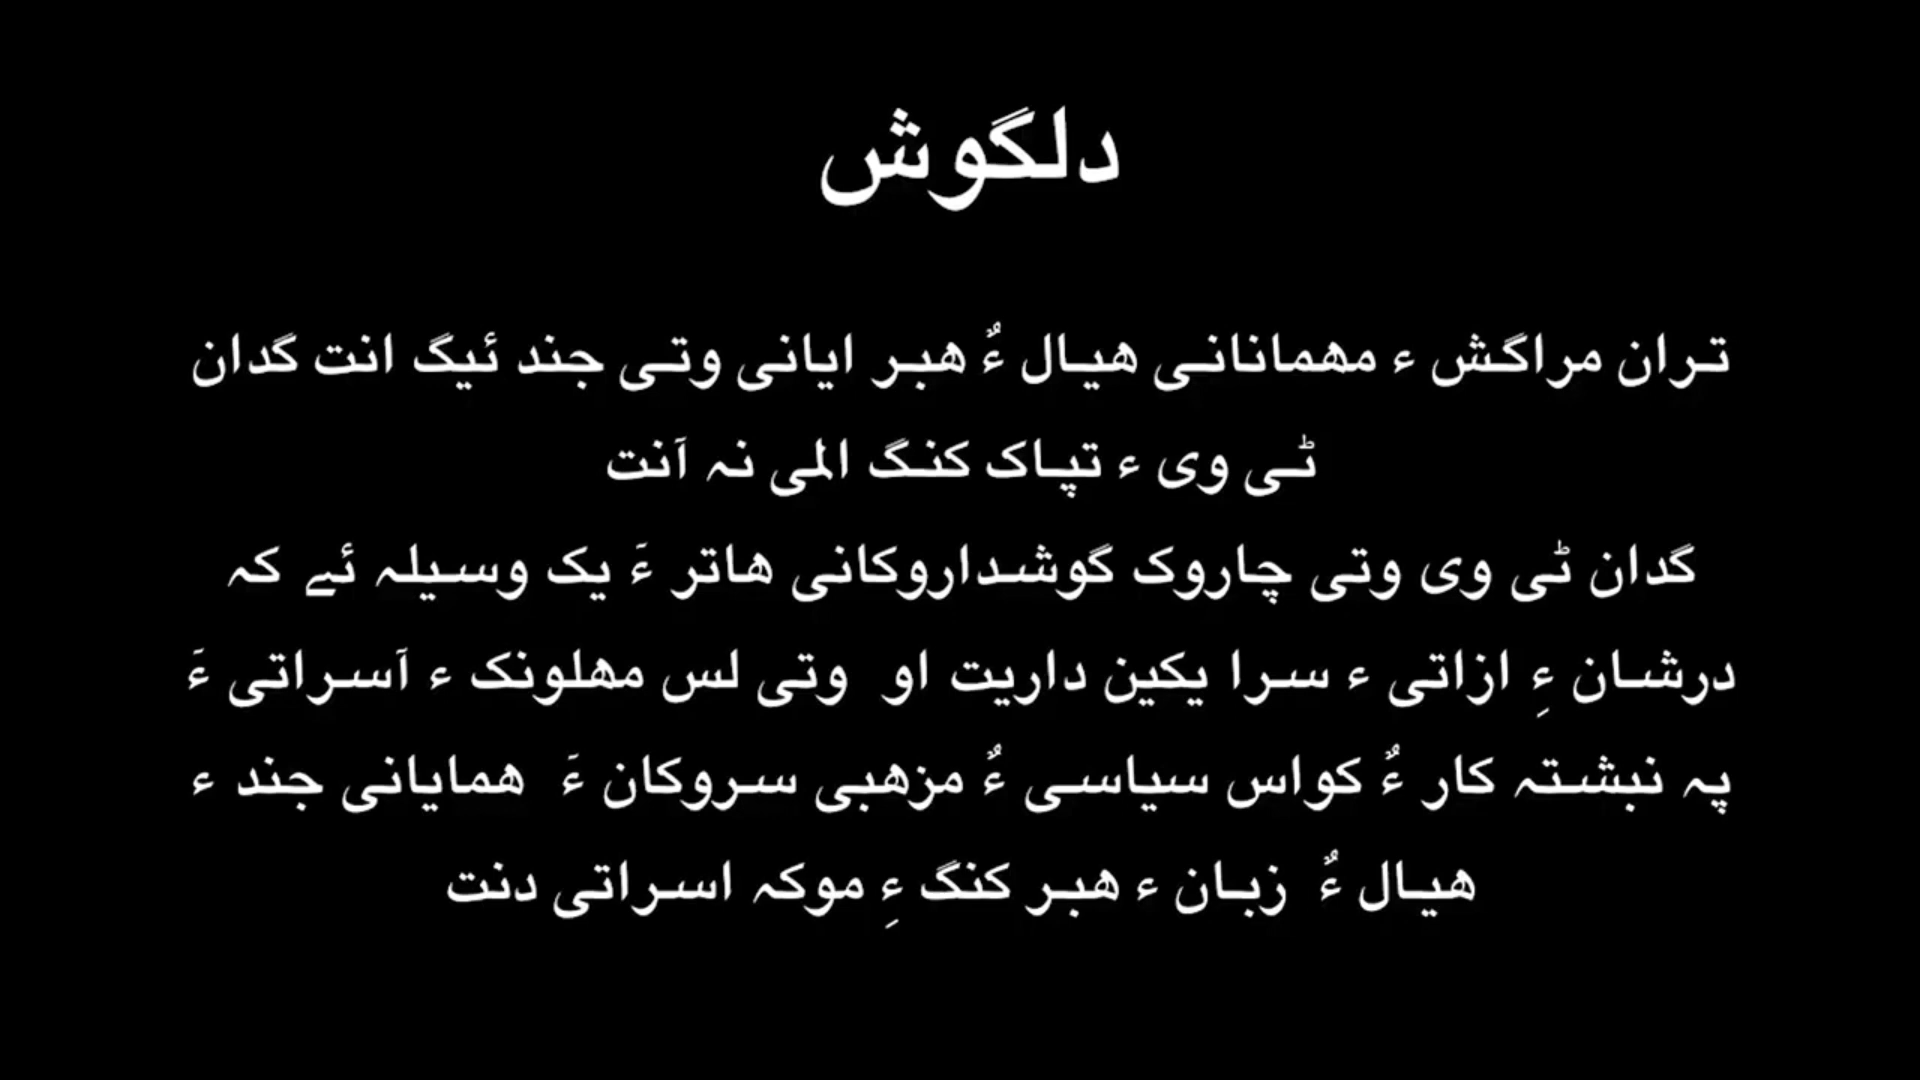 دلگوش
تران مراگش ء مهمانانی هیال ءٌ هبر ایانی وتی جند ئیگ انت گدان
ٹی وی ء تپاک کنگ المی نہ آنت
گدان ٹی وی وتی چاروک گوشداروکانی هاتر ءَ یک وسیلہ ئے کہ
درشان ءِ ازاتی ء سرا یکین داریت او وتی لس مهلونک ء آسراتی ءَ
پہ نبشتہ کار ءٌ کواس سیاسی ءٌ مزهبی سروکان ءَ همایانی جند ء
هیال ءٌ زبان ء هبر کنگ ءِ موکہ اسراتی دنت